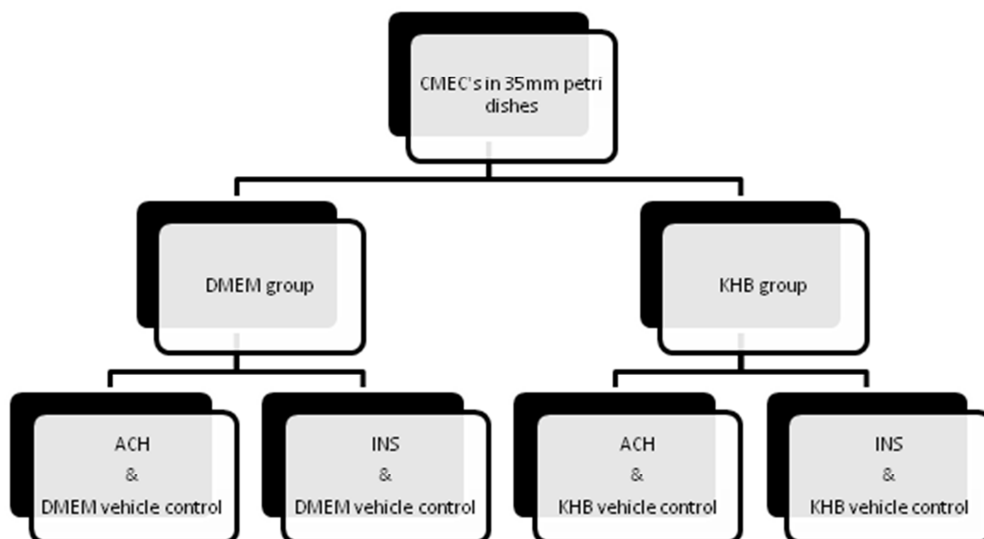 CMEC's in 35mm petri
dishes
DMEM group
KHB group
ACH
&
DMEM vehicle control
INS
&
DMEM vehicle control
ACH
&
KHB vehicle control
INS
&
KHB vehicle control